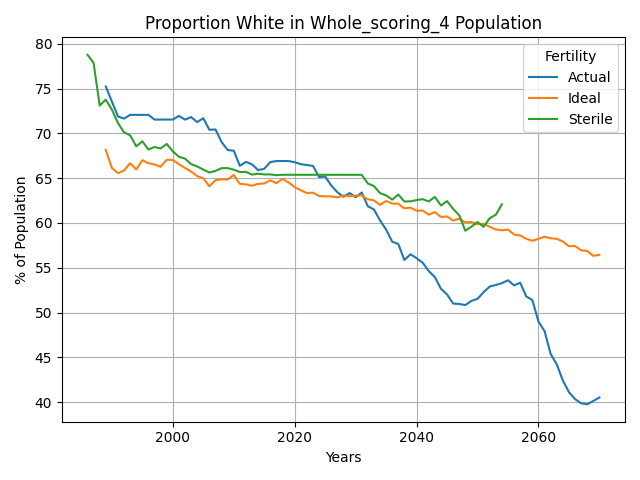 Proportion White in Whole_scoring_4 Population
80
75
70
65
60
55
50
45
40
% of Population
Fertility
Actual
Ideal
Sterile
2000
2020
2040
2060
Years